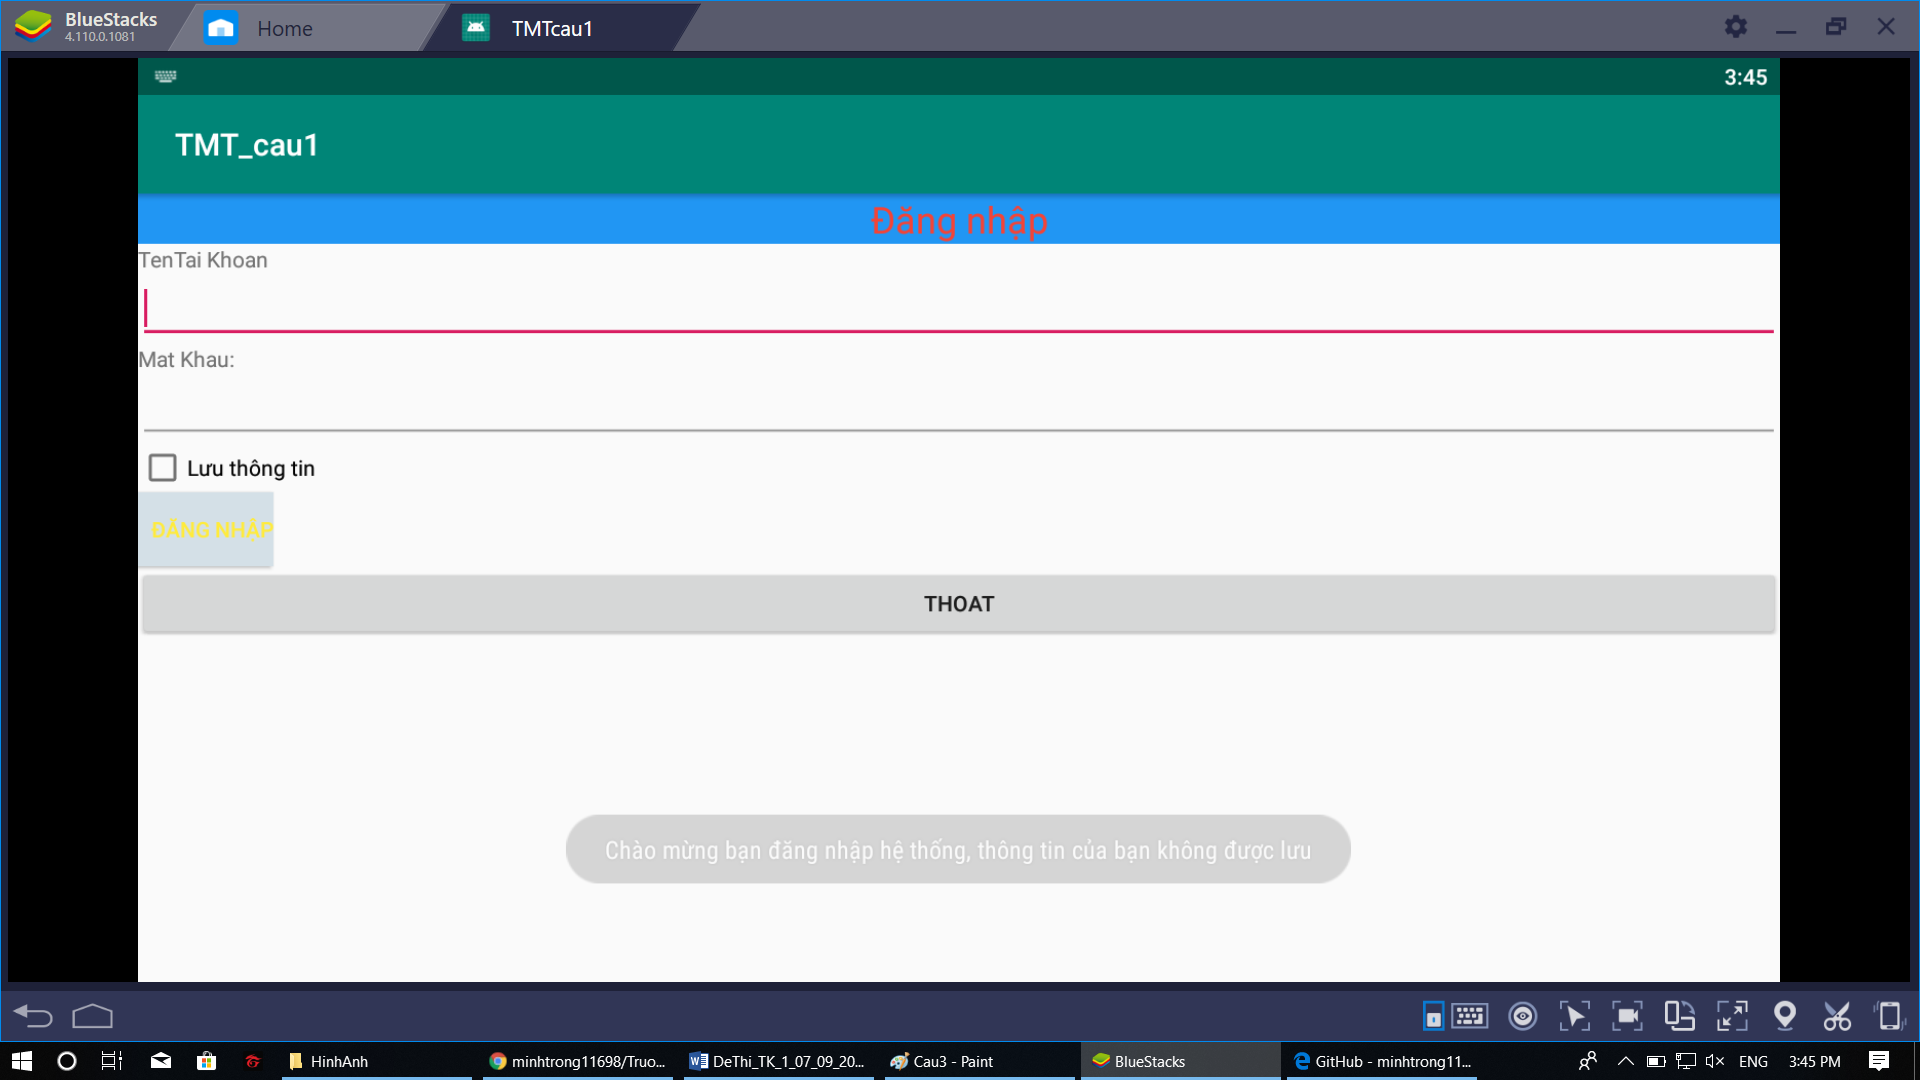 BlueStacks
4.110.0.1081
Home
TMTcau1
3:45
TMT_cau1
Đăng nhập
TenTai Khoan
Mat Khau:
Lưu thông tin
ĐĂNG NHẬP
THOAT
Chào mừng bạn đăng nhập hệ thống, thông tin của bạn không được lưu
HinhAnh
minhtrong11698/Truo...
DeThi_TK_1_07_09_20...
Cau3 - Paint
BlueStacks
GitHub - minhtrong11...
ENG
3:45 PM